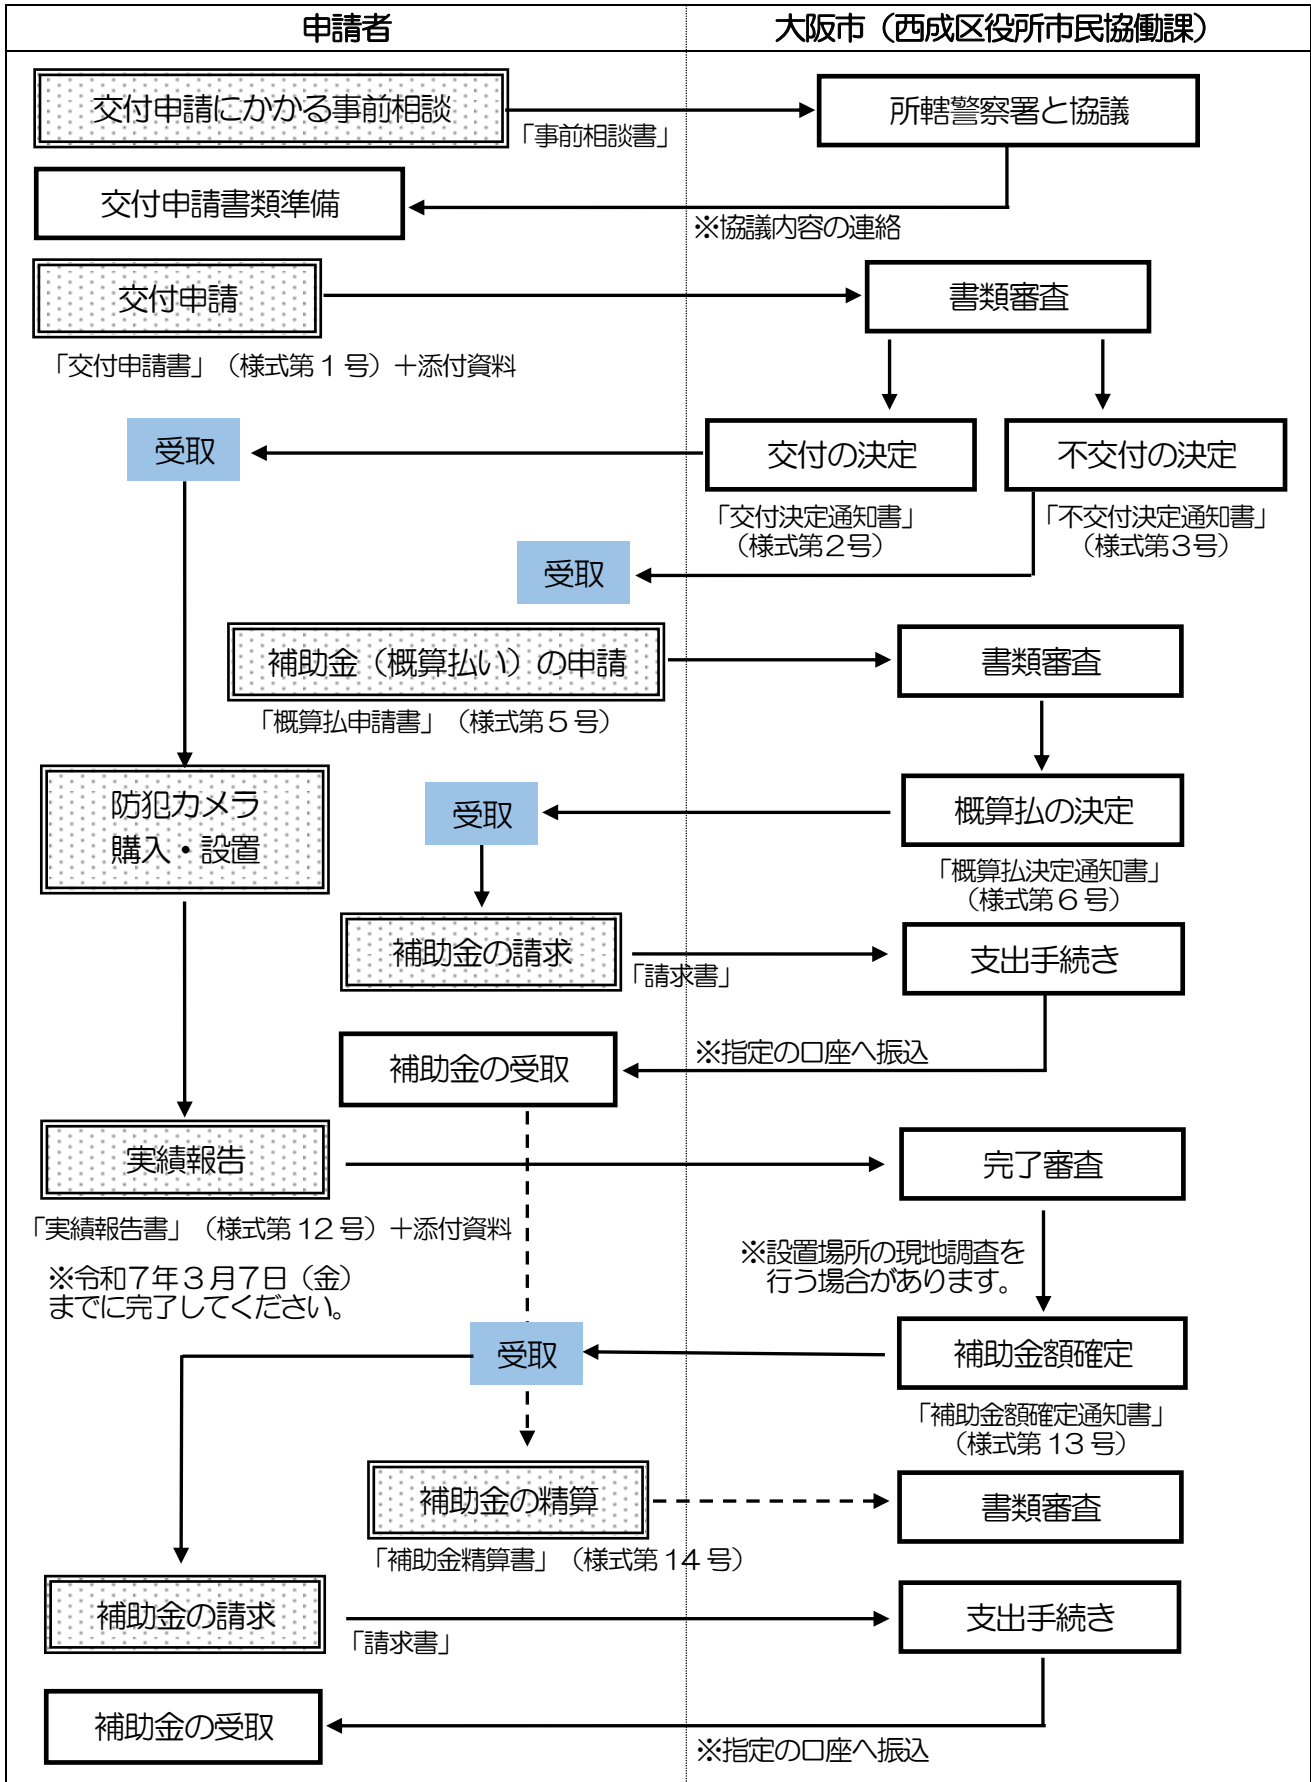 申請者
大阪市（西成区役所市民協働課）
交付申請にかかる事前相談
「事前相談書」
所轄警察署と協議
交付申請書類準備
※協議内容の連絡
交付申請
書類審査
「交付申請書」（様式第１号）＋添付資料
受取
交付の決定
不交付の決定
「交付決定通知書」
（様式第２号）
「不交付決定通知書」
（様式第３号）
受取
補助金（概算払い）の申請
書類審査
「概算払申請書」（様式第５号）
防犯カメラ
購入・設置
受取
概算払の決定
「概算払決定通知書」
（様式第６号）
補助金の請求
「請求書」
支出手続き
補助金の受取
※指定の口座へ振込
実績報告
完了審査
「実績報告書」（様式第12号）＋添付資料
※令和７年３月７日（金）
までに完了してください。
※設置場所の現地調査を
行う場合があります。
受取
補助金額確定
「補助金額確定通知書」
（様式第13号）
補助金の精算
書類審査
「補助金精算書」（様式第14号）
補助金の請求
「請求書」
支出手続き
補助金の受取
※指定の口座へ振込